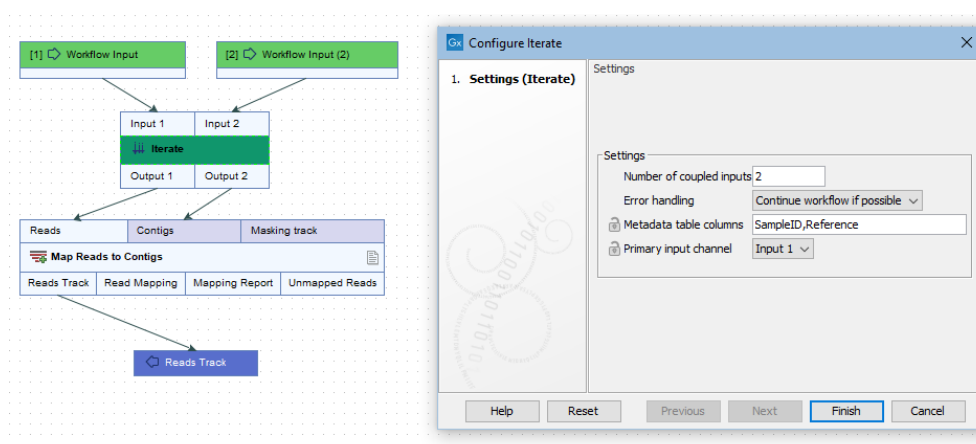 [1] Workflow Input
[2] Workflow Input (2)
Input 1
Input 2
Iterate
Output 1
Output 2
Reads
Contigs
Masking track
Map Reads to Contigs
Reads Track
Read Mapping
Mapping Report
Unmapped Reads
Reads Track
Gx Configure Iterate
1. Settings (Iterate)
Settings
Settings
Number of coupled inputs 2
Error handling Continue workflow if possible
Metadata table columns SampleID,Reference
Primary input channel Input 1
Help
Reset
Previous
Next
Finish
Cancel